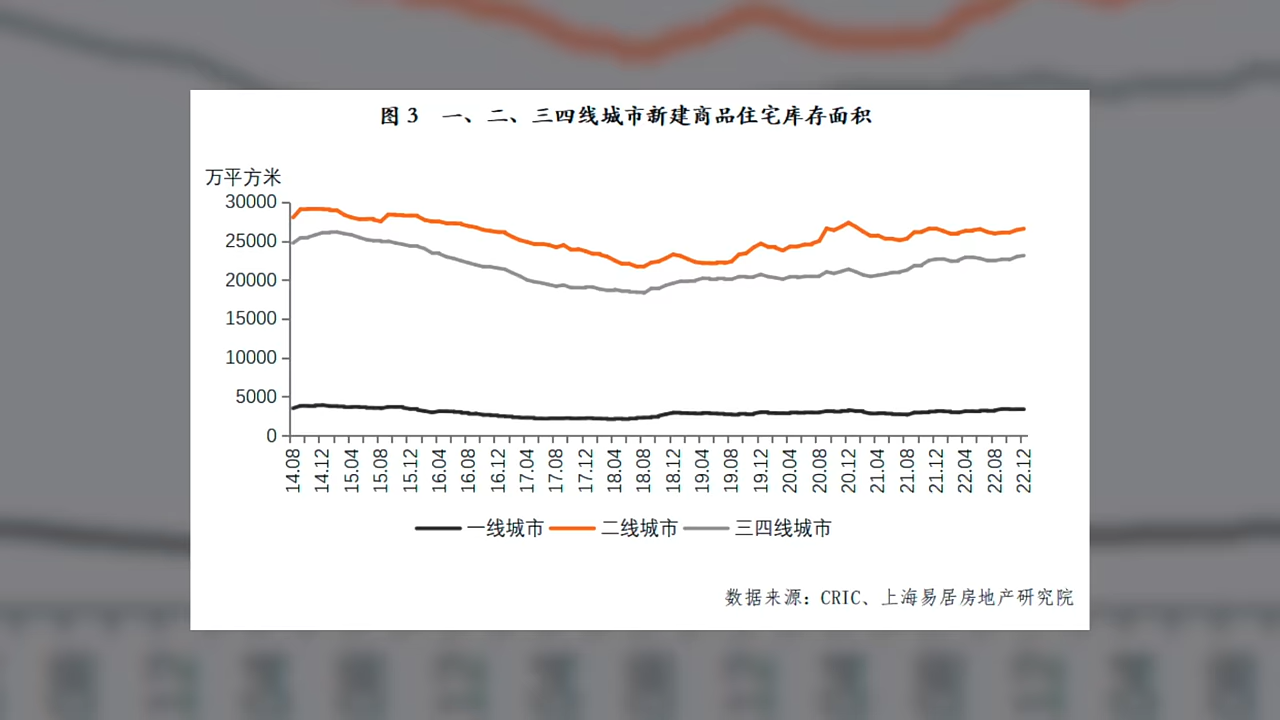 图 3 一、二、三四线城市新建商品住宅库存面积
万平方米
30000
25000
20000
15000
10000
5000
0
14.08 14.12 15.04 15.08 15.12 16.04 16.08 16.12 17.04 17.08 17.12 18.04 18.08 18.12 19.04 19.08 19.12 20.04 20.08 20.12 21.04 21.08 21.12 22.04 22.08 22.12
一线城市 二线城市 三四线城市
数据来源：CRIC、上海易居房地产研究院